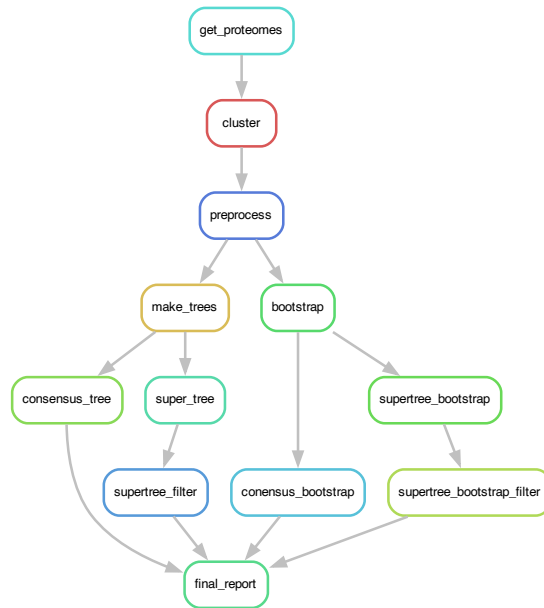 get_proteomes
cluster
preprocess
make_trees
bootstrap
consensus_tree
super_tree
supertree_bootstrap
supertree_filter
conensus_bootstrap
supertree_bootstrap_filter
final_report